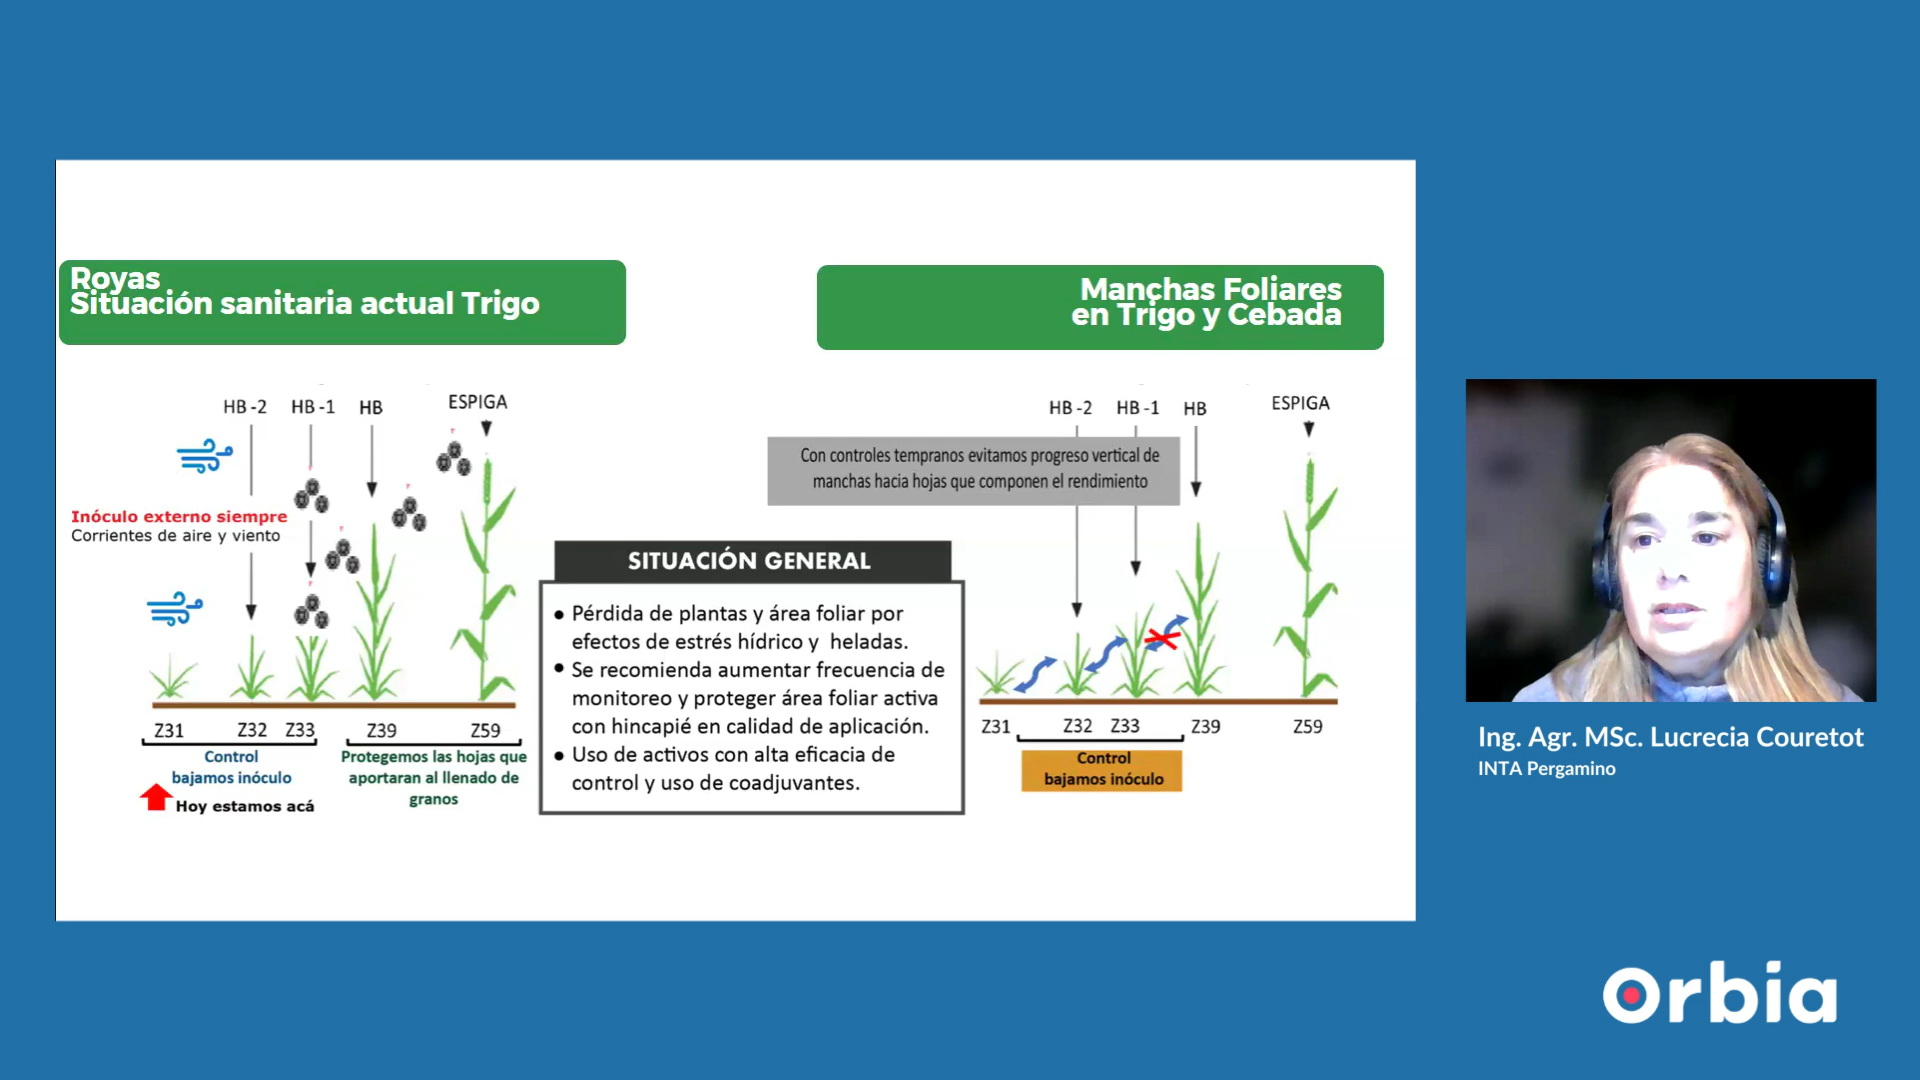 Royas
Situación sanitaria actual Trigo
Manchas Foliares
en Trigo y Cebada
HB -2
HB -1
HB
ESPIGA
Inóculo externo siempre
Corrientes de aire y viento
Z31
Z32
Z33
Z39
Z59
Control
bajamos inóculo
Protegemos las hojas que
aportaran al llenado de
granos
Hoy estamos acá
SITUACIÓN GENERAL
● Pérdida de plantas y área foliar por
efectos de estrés hídrico y heladas.
● Se recomienda aumentar frecuencia de
monitoreo y proteger área foliar activa
con hincapié en calidad de aplicación.
● Uso de activos con alta eficacia de
control y uso de coadjuvantes.
HB -2
HB -1
HB
ESPIGA
Con controles tempranos evitamos progreso vertical de
manchas hacia hojas que componen el rendimiento
Z31
Z32
Z33
Z39
Z59
Control
bajamos inóculo
Ing. Agr. MSc. Lucrecia Couretot
INTA Pergamino
Orbia